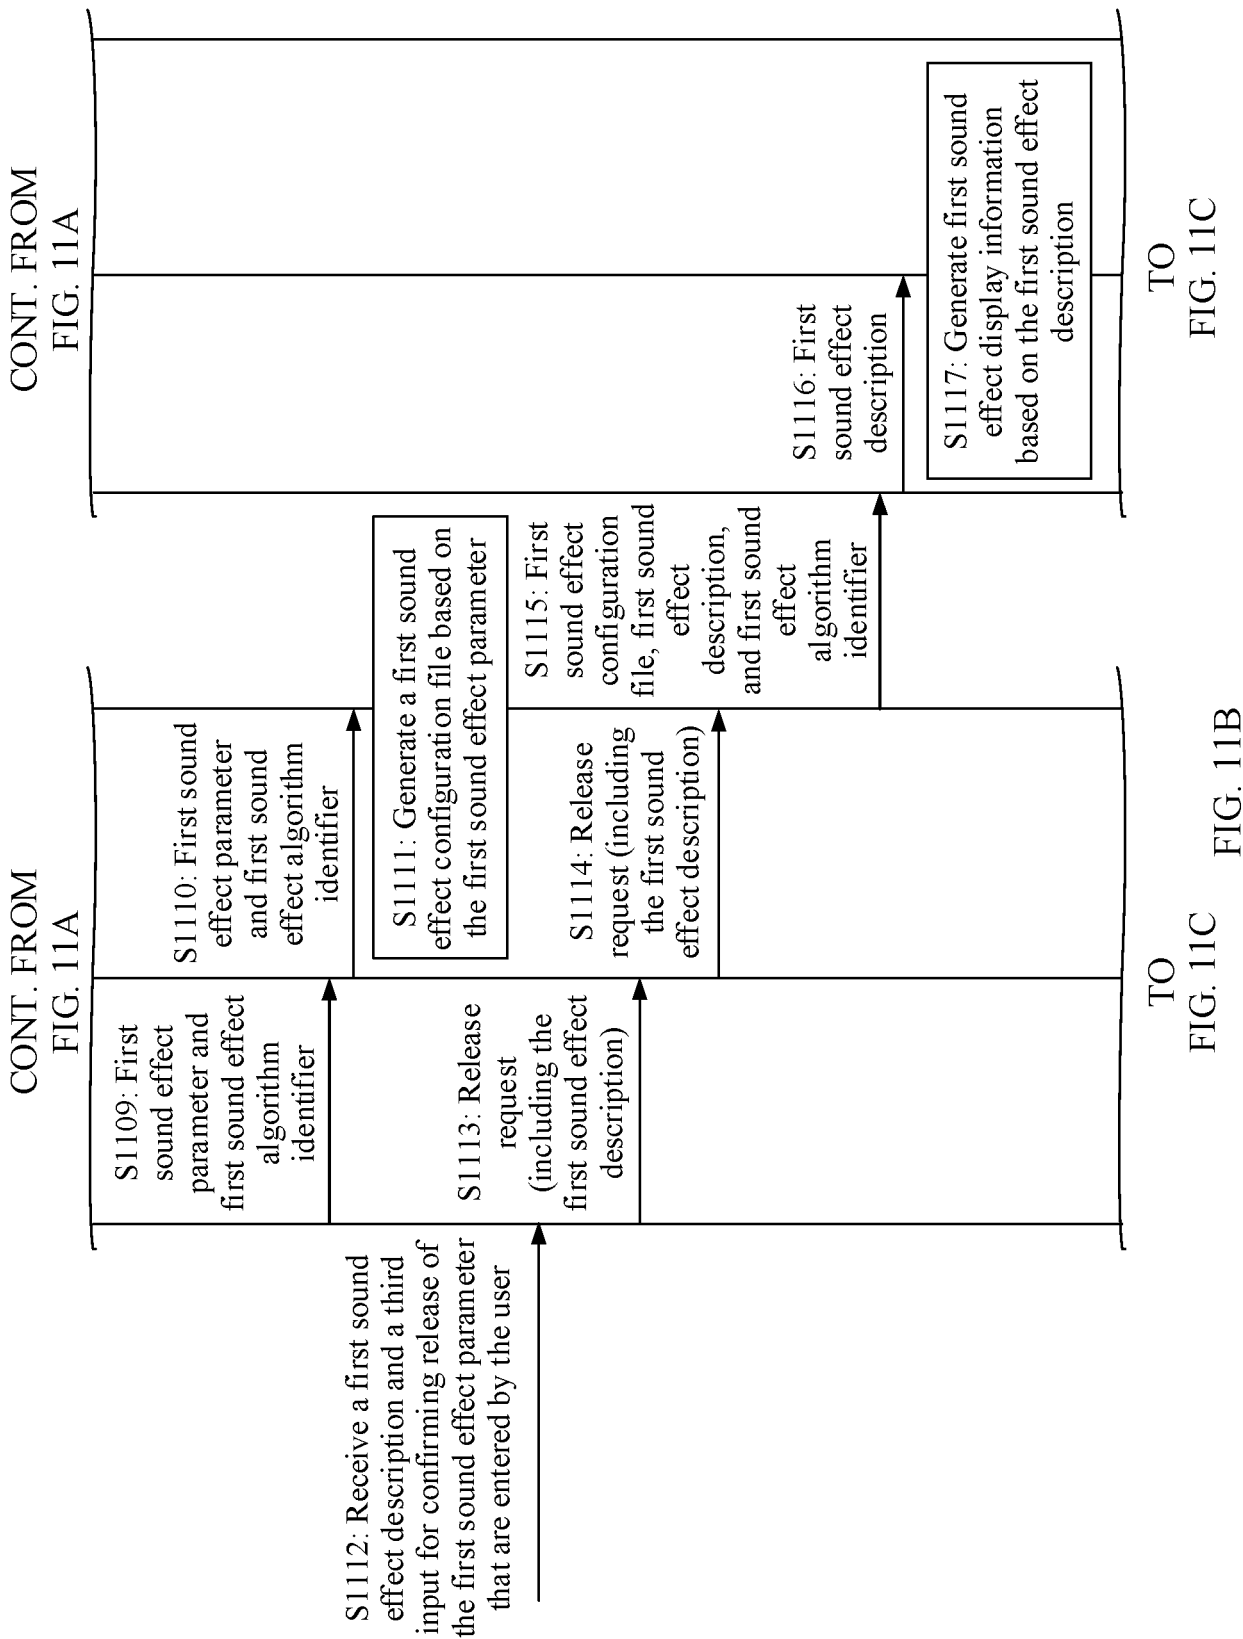 CONT. FROM
FIG. 11A
CONT. FROM
FIG. 11A
S1109: First
sound effect
parameter and
first sound effect
algorithm
identifier
S1110: First sound
effect parameter
and first sound
effect algorithm
identifier
S1111: Generate a first sound
effect configuration file based on
the first sound effect parameter
S1112: Receive a first sound
effect description and a third
input for confirming release of
the first sound effect parameter
that are entered by the user
S1113: Release
request
(including the
first sound effect
description)
S1114: Release
request (including
the first sound
effect description)
S1115: First
sound effect
configuration
file, first sound
effect
description,
and first sound
effect
algorithm
identifier
S1116: First
sound effect
description
S1117: Generate first sound
effect display information
based on the first sound effect
description
TO
FIG. 11C
TO
FIG. 11C
FIG. 11B